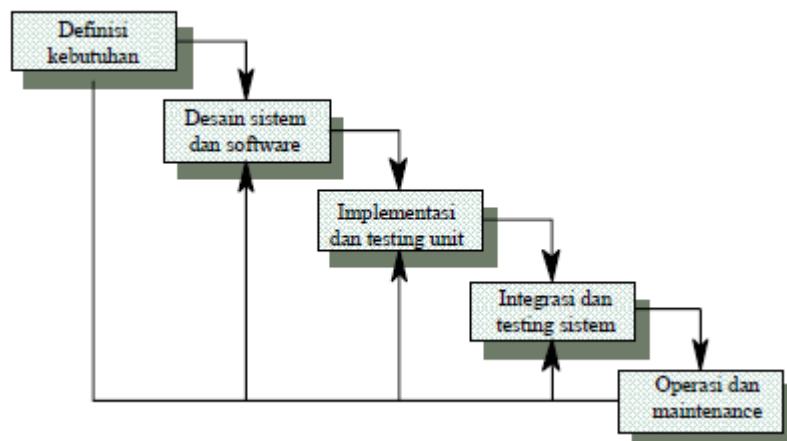 Definisi
kebutuhan
Desain sistem
dan software
Implementasi
dan testing unit
Integrasi dan
testing sistem
Operasi dan
maintenance